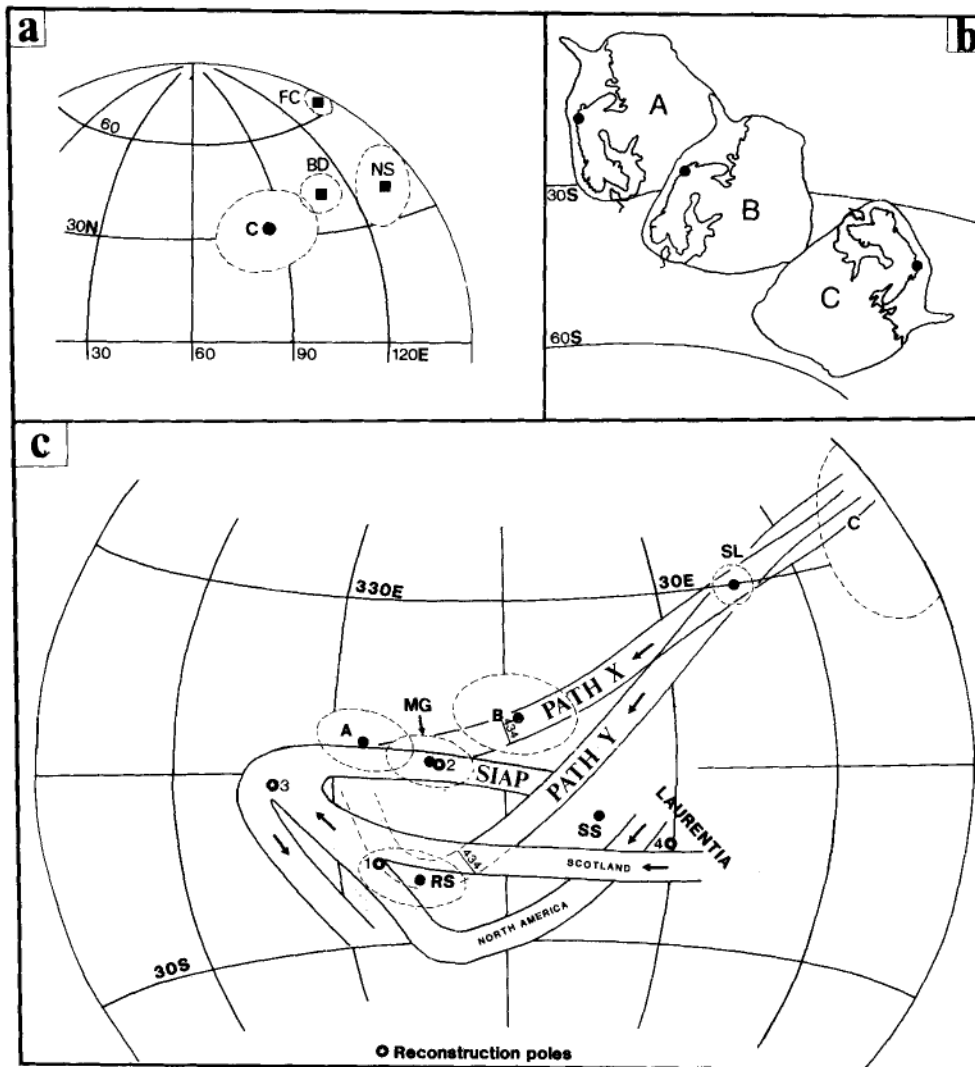 a
FC
60
BD
NS
30N
C
30
60
90
120E
b
A
30S
B
C
60S
c
C
SL
330E
30E
PATH X
MG
B
434
A
2
SIAP
PATH Y
3
LAURENTIA
SS
4
434
1
SCOTLAND
RS
NORTH AMERICA
30S
Reconstruction poles